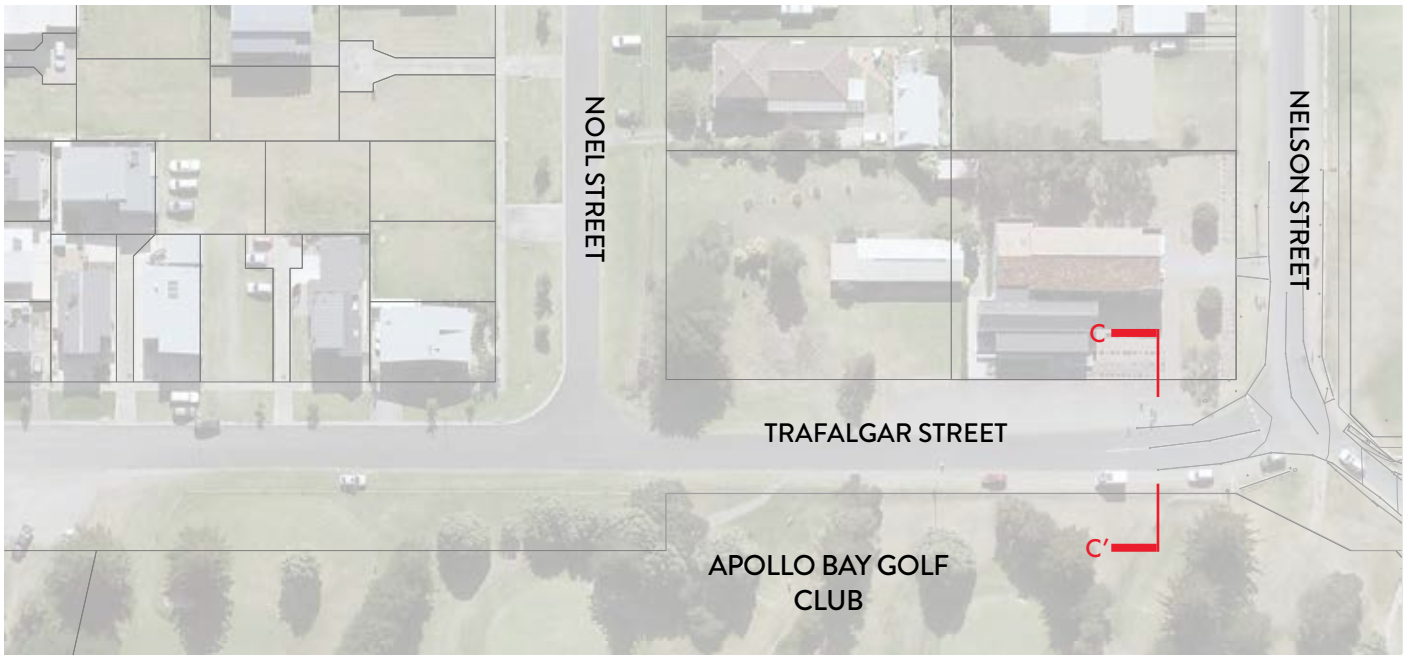 NOEL STREET
NELSON STREET
C
TRAFALGAR STREET
C′
APOLLO BAY GOLF
CLUB